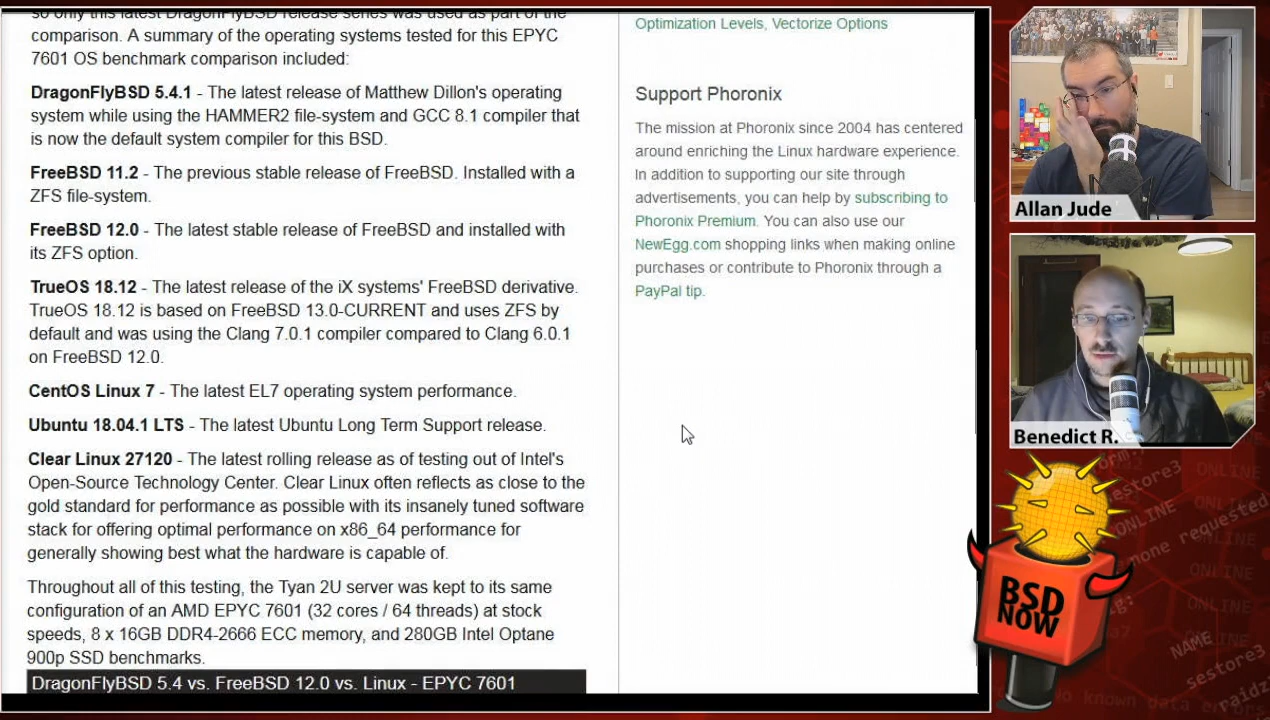 so only this latest DragonFlyBSD release series was used as part of the
comparison. A summary of the operating systems tested for this EPYC
7601 OS benchmark comparison included:
DragonFlyBSD 5.4.1 - The latest release of Matthew Dillon's operating
system while using the HAMMER2 file-system and GCC 8.1 compiler that
is now the default system compiler for this BSD.
FreeBSD 11.2 - The previous stable release of FreeBSD. Installed with a
ZFS file-system.
FreeBSD 12.0 - The latest stable release of FreeBSD and installed with
its ZFS option.
TrueOS 18.12 - The latest release of the iX systems' FreeBSD derivative.
TrueOS 18.12 is based on FreeBSD 13.0-CURRENT and uses ZFS by
default and was using the Clang 7.0.1 compiler compared to Clang 6.0.1
on FreeBSD 12.0.
CentOS Linux 7 - The latest EL7 operating system performance.
Ubuntu 18.04.1 LTS - The latest Ubuntu Long Term Support release.
Clear Linux 27120 - The latest rolling release as of testing out of Intel's
Open-Source Technology Center. Clear Linux often reflects as close to the
gold standard for performance as possible with its insanely tuned software
stack for offering optimal performance on x86_64 performance for
generally showing best what the hardware is capable of.
Throughout all of this testing, the Tyan 2U server was kept to its same
configuration of an AMD EPYC 7601 (32 cores / 64 threads) at stock
speeds, 8 x 16GB DDR4-2666 ECC memory, and 280GB Intel Optane
900p SSD benchmarks.
DragonFlyBSD 5.4 vs. FreeBSD 12.0 vs. Linux - EPYC 7601
Optimization Levels, Vectorize Options
Support Phoronix
The mission at Phoronix since 2004 has centered
around enriching the Linux hardware experience.
In addition to supporting our site through
advertisements, you can help by subscribing to
Phoronix Premium. You can also use our
NewEgg.com shopping links when making online
purchases or contribute to Phoronix through a
PayPal tip.
Allan Jude
Benedict R.
BSD
NOW
ONLINE
estore3
ONLINE
ONLINE
requested
ONLINE
ONLINE
NAME
sestore3
raidz
No known data